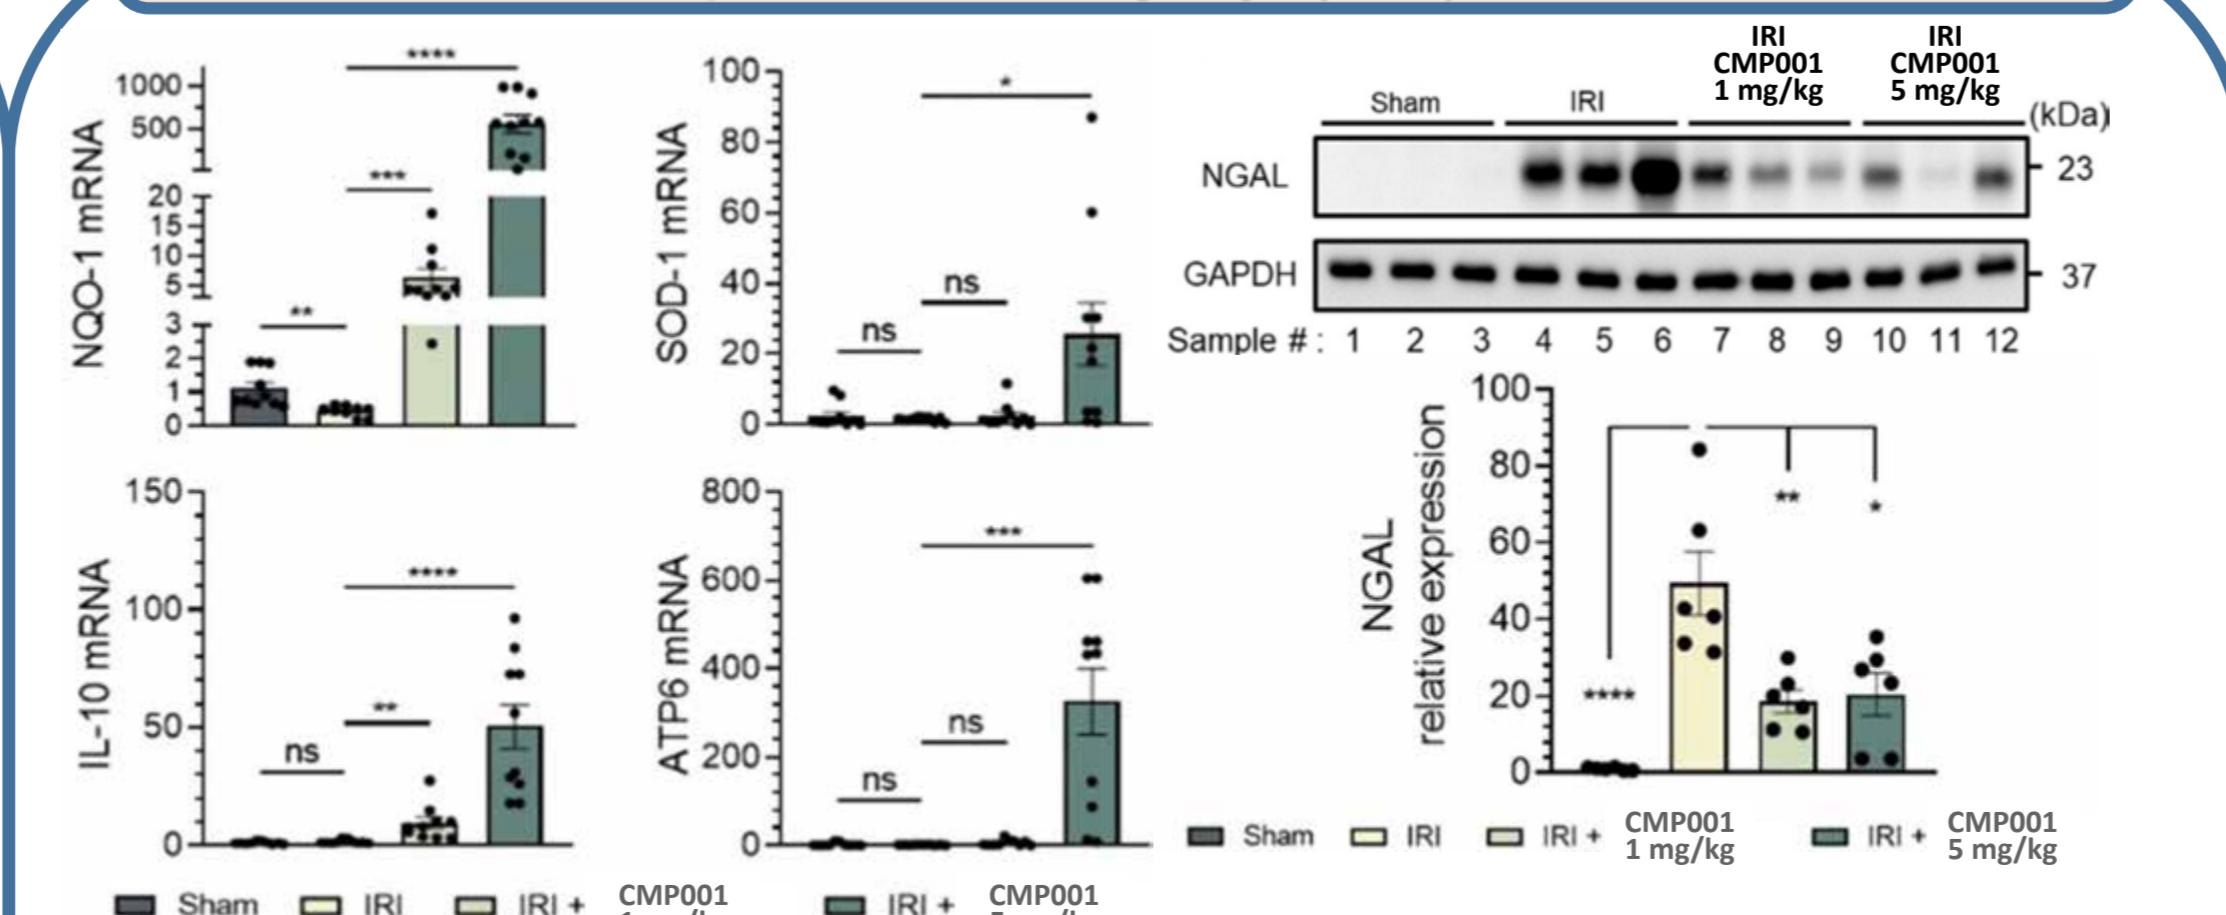 NQO-1 mRNA
1000
500
20
15
10
5
3
2
1
0
**
***
****
SOD-1 mRNA
100
80
60
40
20
0
ns
ns
*
IL-10 mRNA
150
100
50
0
ns
**
****
ATP6 mRNA
800
600
400
200
0
ns
ns
***
Sham
IRI
IRI +
CMP001
IRI +
CMP001
Sham
IRI
IRI
CMP001
1 mg/kg
IRI
CMP001
5 mg/kg
(kDa)
NGAL
23
GAPDH
37
Sample # : 1 2 3 4 5 6 7 8 9 10 11 12
NGAL
relative expression
100
80
60
40
20
0
****
**
*
Sham
IRI
IRI +
CMP001
1 mg/kg
IRI +
CMP001
5 mg/kg